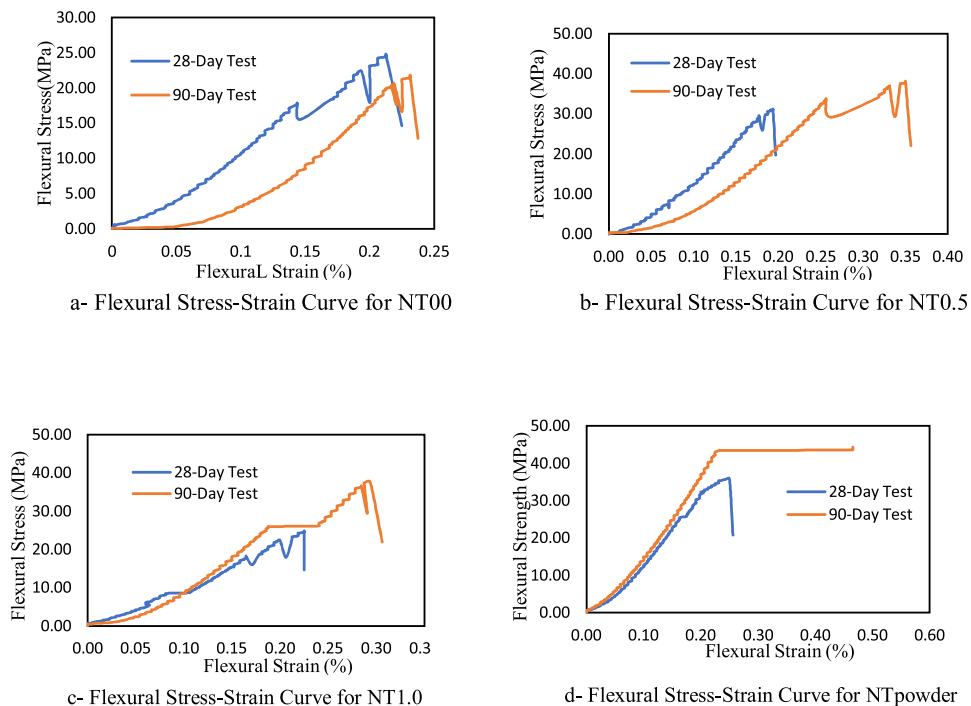 30.00
25.00
20.00
15.00
10.00
5.00
0.00
Flexural Stress(MPa)
28-Day Test
90-Day Test
0
0.05
0.1
0.15
0.2
0.25
FlexuraL Strain (%)
a- Flexural Stress-Strain Curve for NT00
50.00
40.00
30.00
20.00
10.00
0.00
Flexural Stress (MPa)
28-Day Test
90-Day Test
0.00
0.05
0.10
0.15
0.20
0.25
0.30
0.35
0.40
Flexural Strain (%)
b- Flexural Stress-Strain Curve for NT0.5
50.00
40.00
30.00
20.00
10.00
0.00
Flexural Stress (MPa)
28-Day Test
90-Day Test
0.00
0.05
0.10
0.15
0.20
0.25
0.30
0.3
Flexural Strain (%)
c- Flexural Stress-Strain Curve for NT1.0
50.00
40.00
30.00
20.00
10.00
0.00
Flexural Strength (MPa)
28-Day Test
90-Day Test
0.00
0.10
0.20
0.30
0.40
0.50
0.60
Flexural Strain (%)
d- Flexural Stress-Strain Curve for NTpowder